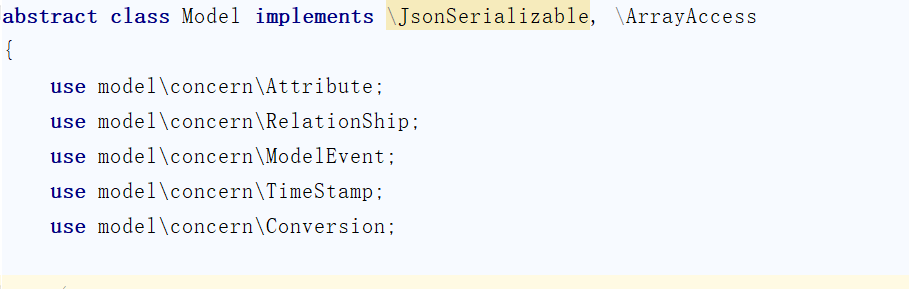 abstract class Model implements \JsonSerializable, \ArrayAccess
{
    use model\concern\Attribute;
    use model\concern\RelationShip;
    use model\concern\ModelEvent;
    use model\concern\TimeStamp;
    use model\concern\Conversion;